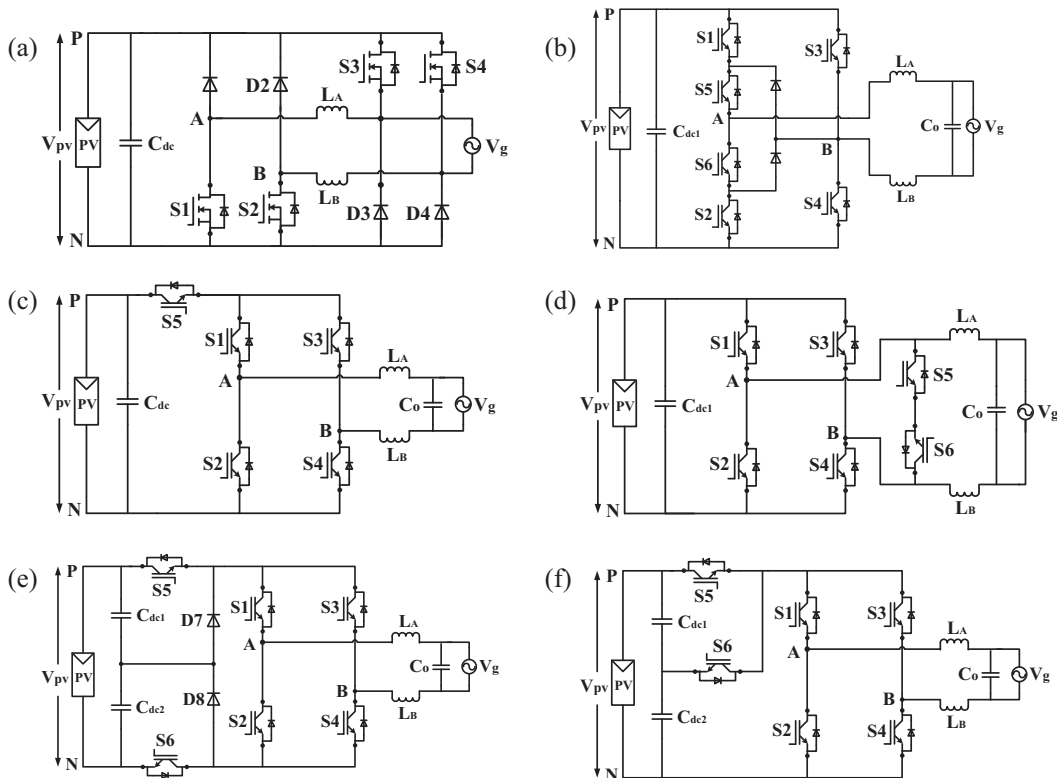 (a)
P
D2
S3
S4
LA
A
Vpv
PV
Cdc
Vg
B
LB
S1
S2
D3
D4
N
(b)
P
S1
S3
LA
S5
A
Vpv
PV
Cdc1
Co
Vg
S6
B
LB
S2
S4
N
(c)
P
S5
S1
S3
LA
A
Vpv
PV
Cdc
Co
Vg
B
LB
S2
S4
N
(d)
P
LA
S1
S3
S5
A
Vpv
PV
Cdc1
Co
Vg
B
S6
S2
S4
LB
N
(e)
P
S5
Cdc1
D7
S1
S3
LA
A
Vpv
PV
Co
Vg
D8
B
LB
Cdc2
S2
S4
S6
N
(f)
P
S5
Cdc1
S1
S3
S6
LA
A
Vpv
PV
Co
Vg
B
LB
Cdc2
S2
S4
N